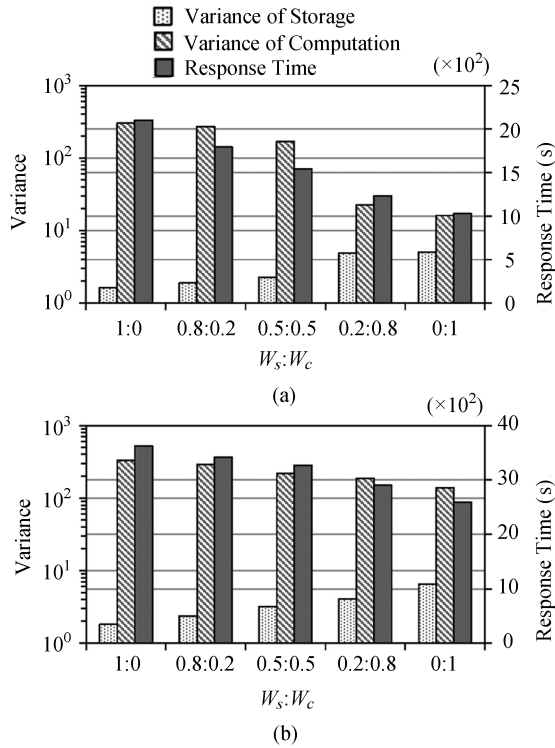 Variance of Storage
Variance of Computation
Response Time
(×10²)
10³
10²
10¹
10⁰
Variance
25
20
15
10
5
0
Response Time (s)
1:0 0.8:0.2 0.5:0.5 0.2:0.8 0:1
Wₛ:W_c
(a)
(×10²)
10³
10²
10¹
10⁰
Variance
40
30
20
10
0
Response Time (s)
1:0 0.8:0.2 0.5:0.5 0.2:0.8 0:1
Wₛ:W_c
(b)